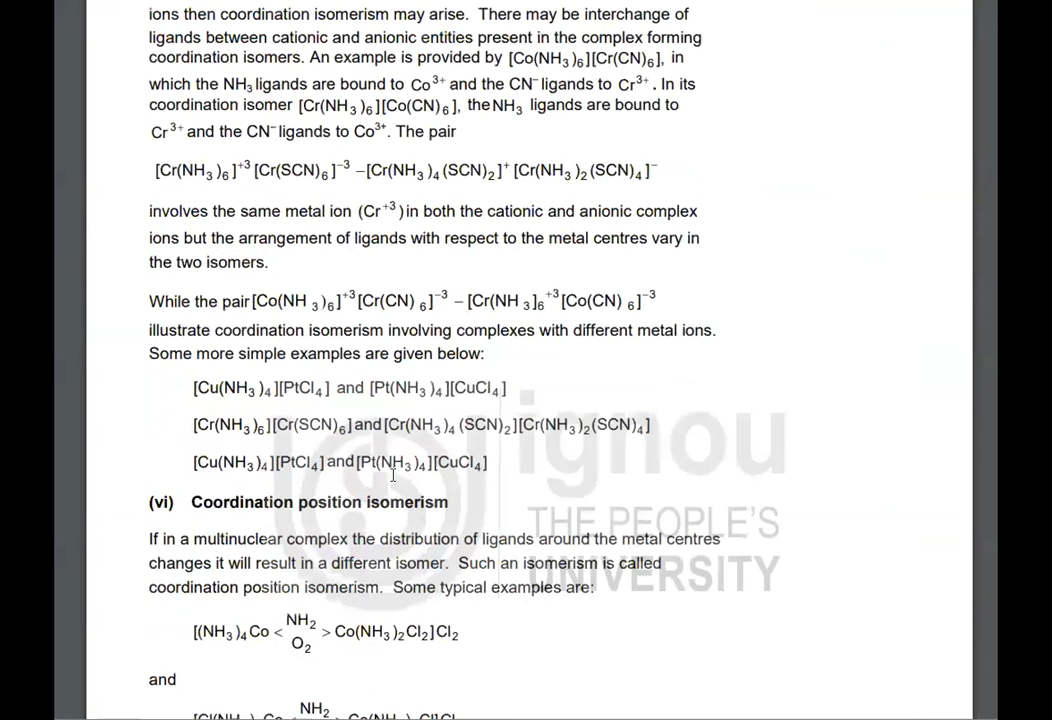 ions then coordination isomerism may arise. There may be interchange of
ligands between cationic and anionic entities present in the complex forming
coordination isomers. An example is provided by [Co(NH₃)₆][Cr(CN)₆], in
which the NH₃ ligands are bound to Co³⁺ and the CN⁻ ligands to Cr³⁺. In its
coordination isomer [Cr(NH₃)₆][Co(CN)₆], the NH₃ ligands are bound to
Cr³⁺ and the CN⁻ ligands to Co³⁺. The pair
[Cr(NH₃)₆]⁺³[Cr(SCN)₆]⁻³ –[Cr(NH₃)₄(SCN)₂]⁺[Cr(NH₃)₂(SCN)₄]⁻
involves the same metal ion (Cr⁺³) in both the cationic and anionic complex
ions but the arrangement of ligands with respect to the metal centres vary in
the two isomers.
While the pair [Co(NH₃)₆]⁺³[Cr(CN)₆]⁻³ – [Cr(NH₃]₆⁺³[Co(CN)₆]⁻³
illustrate coordination isomerism involving complexes with different metal ions.
Some more simple examples are given below:
[Cu(NH₃)₄][PtCl₄] and [Pt(NH₃)₄][CuCl₄]
[Cr(NH₃)₆][Cr(SCN)₆] and [Cr(NH₃)₄(SCN)₂][Cr(NH₃)₂(SCN)₄]
[Cu(NH₃)₄][PtCl₄] and [Pt(NH₃)₄][CuCl₄]
ignou
(vi) Coordination position isomerism
THE PEOPLE'S
If in a multinuclear complex the distribution of ligands around the metal centres
changes it will result in a different isomer. Such an isomerism is called
UNIVERSITY
coordination position isomerism. Some typical examples are:
NH₂
[(NH₃)₄Co < > Co(NH₃)₂Cl₂]Cl₂
O₂
and
NH₂